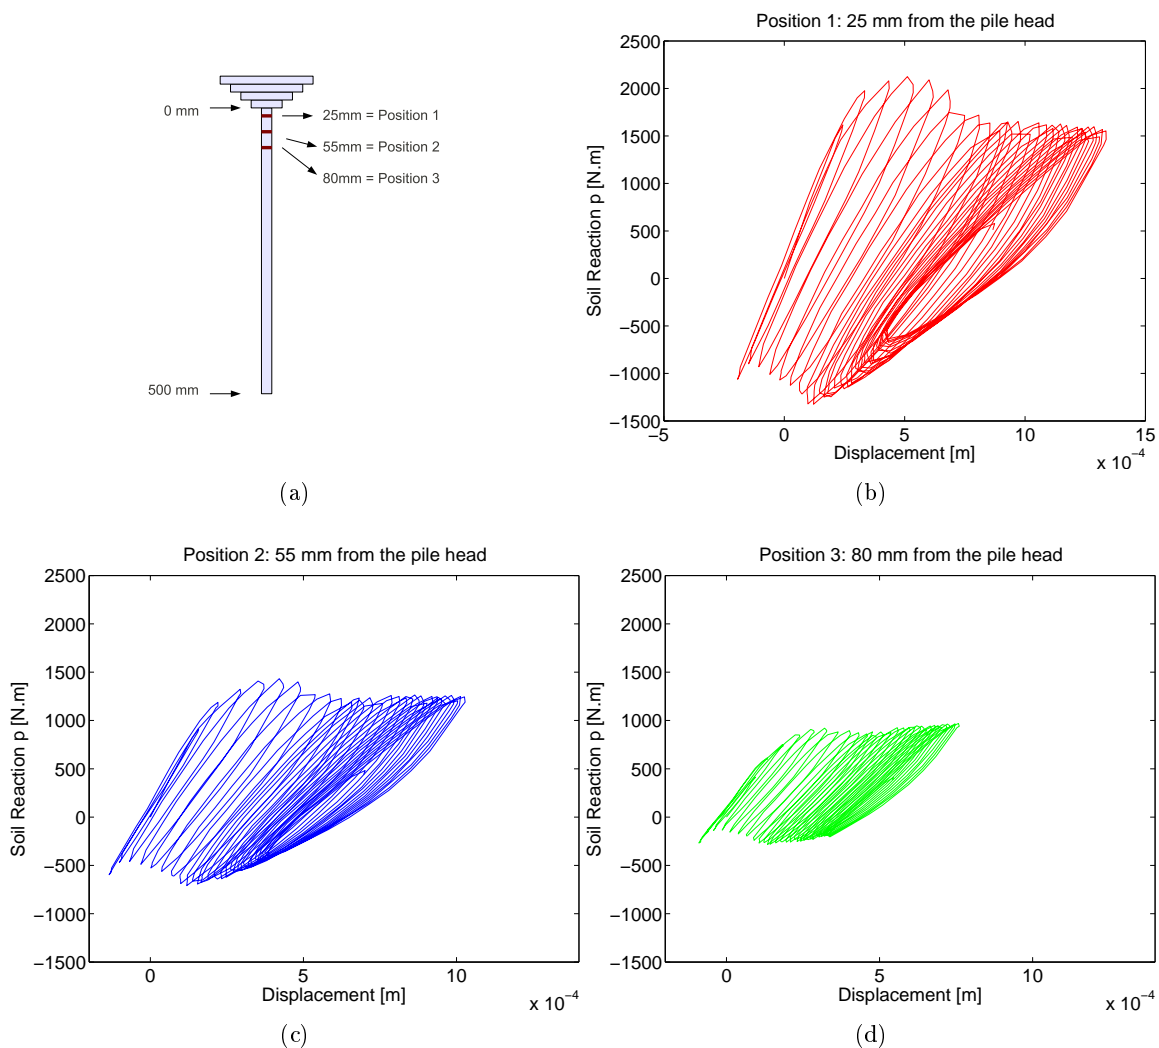 0 mm
25mm = Position 1
55mm = Position 2
80mm = Position 3
500 mm
(a)
Position 1: 25 mm from the pile head
2500
2000
1500
1000
500
0
−500
−1000
−1500
Soil Reaction p [N.m]
−5 0 5 10 15
Displacement [m]
x 10⁻⁴
(b)
Position 2: 55 mm from the pile head
2500
2000
1500
1000
500
0
−500
−1000
−1500
Soil Reaction p [N.m]
0 5 10
Displacement [m]
x 10⁻⁴
(c)
Position 3: 80 mm from the pile head
2500
2000
1500
1000
500
0
−500
−1000
−1500
Soil Reaction p [N.m]
0 5 10
Displacement [m]
x 10⁻⁴
(d)